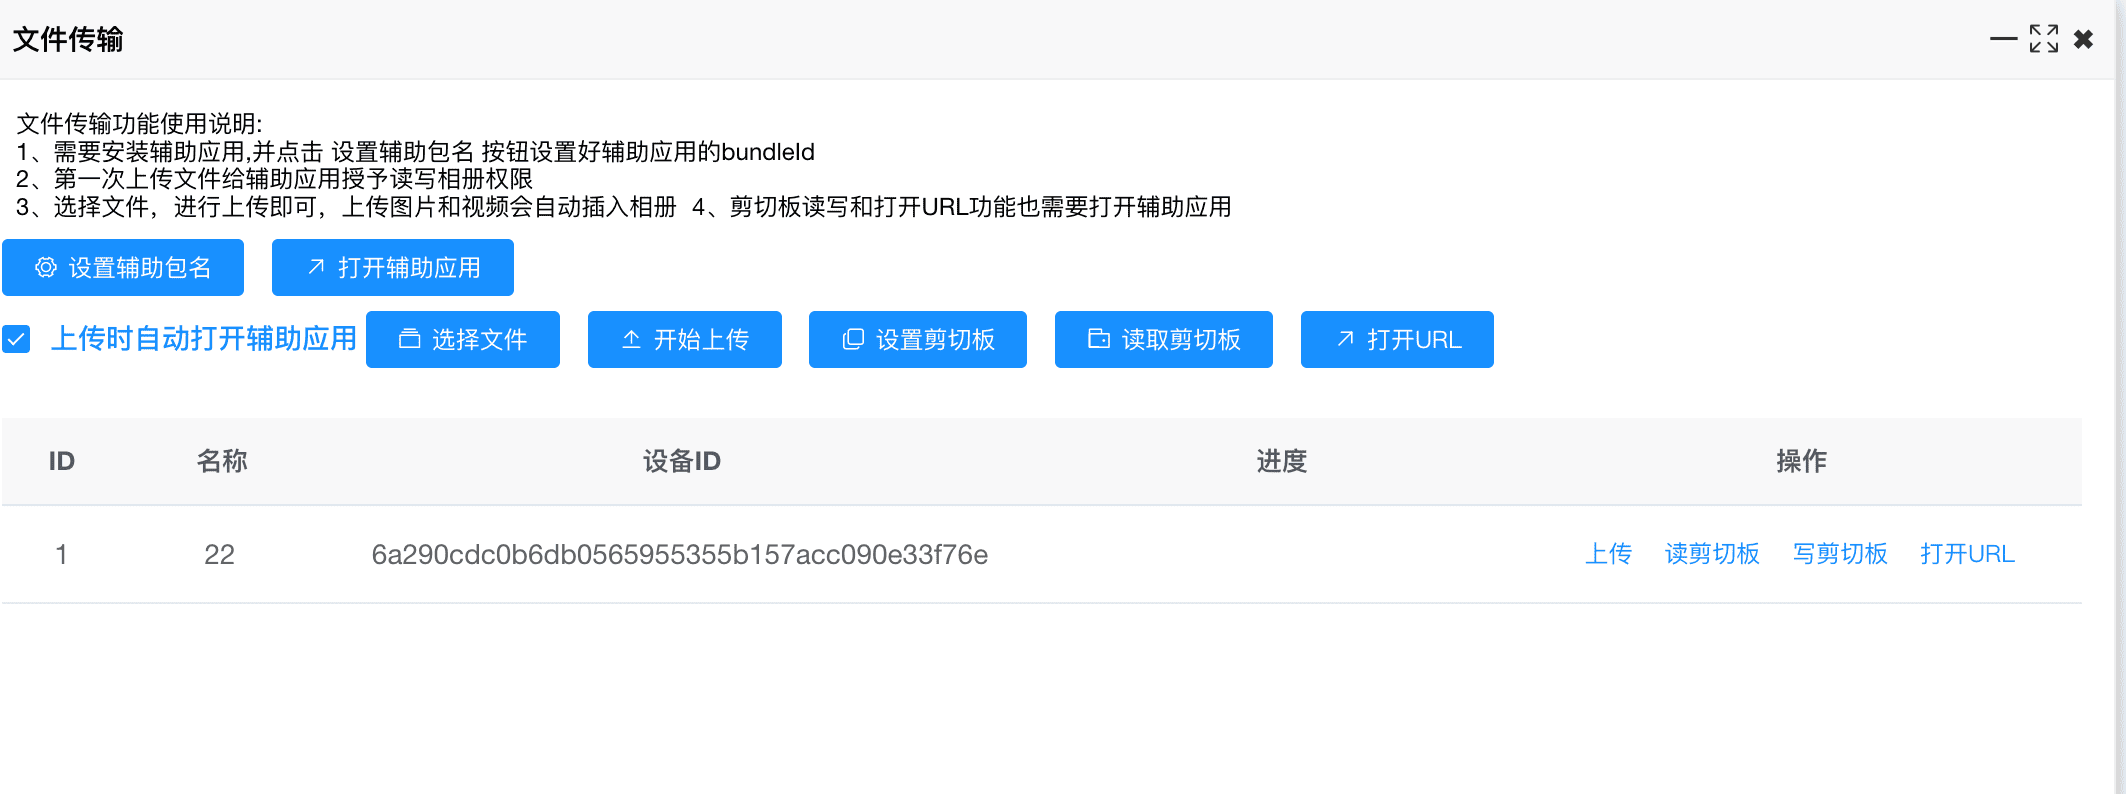 文件传输
文件传输功能使用说明:
1、需要安装辅助应用,并点击 设置辅助包名 按钮设置好辅助应用的bundleId
2、第一次上传文件给辅助应用授予读写相册权限
3、选择文件，进行上传即可，上传图片和视频会自动插入相册 4、剪切板读写和打开URL功能也需要打开辅助应用
设置辅助包名 打开辅助应用
上传时自动打开辅助应用 选择文件 开始上传 设置剪切板 读取剪切板 打开URL
ID 名称 设备ID 进度 操作
1 22 6a290cdc0b6db0565955355b157acc090e33f76e 上传 读剪切板 写剪切板 打开URL